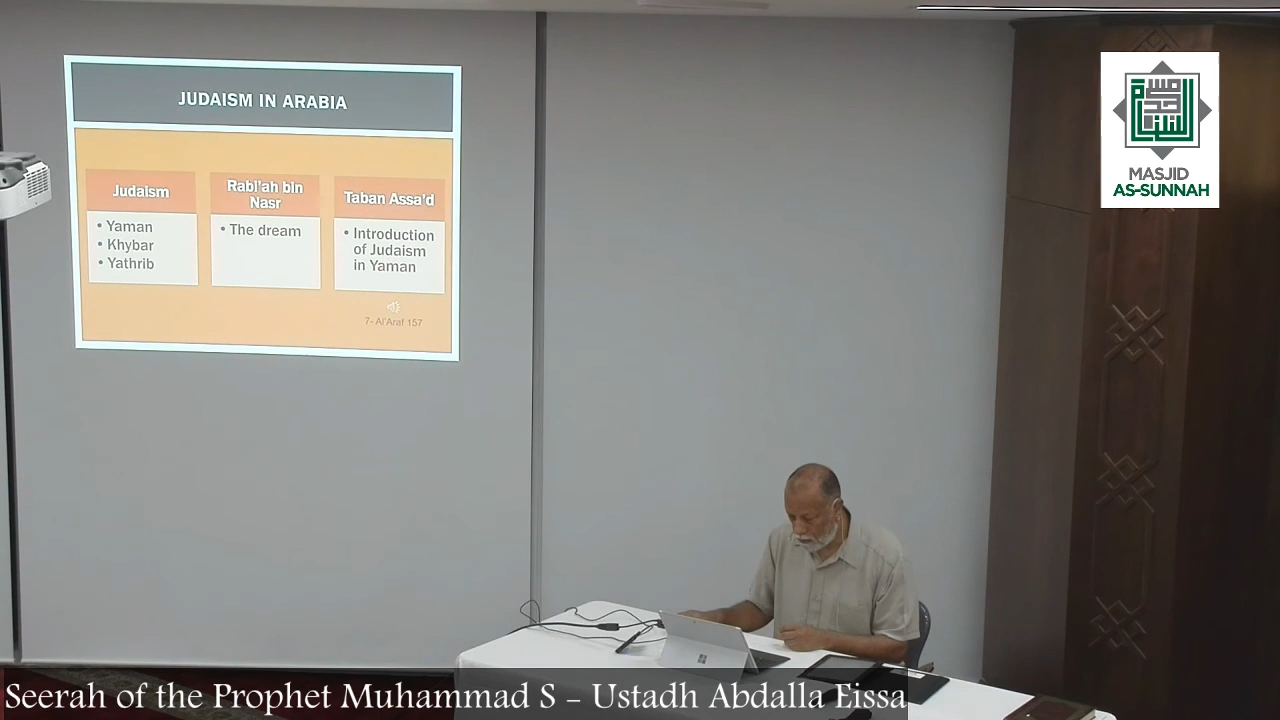 JUDAISM IN ARABIA
Judaism
• Yaman
• Khybar
• Yathrib
Rabi'ah bin
Nasr
• The dream
Taban Assa'd
• Introduction
of Judaism
in Yaman
7- Al'Araf 157
MASJID
AS-SUNNAH
Seerah of the Prophet Muhammad S – Ustadh Abdalla Eissa